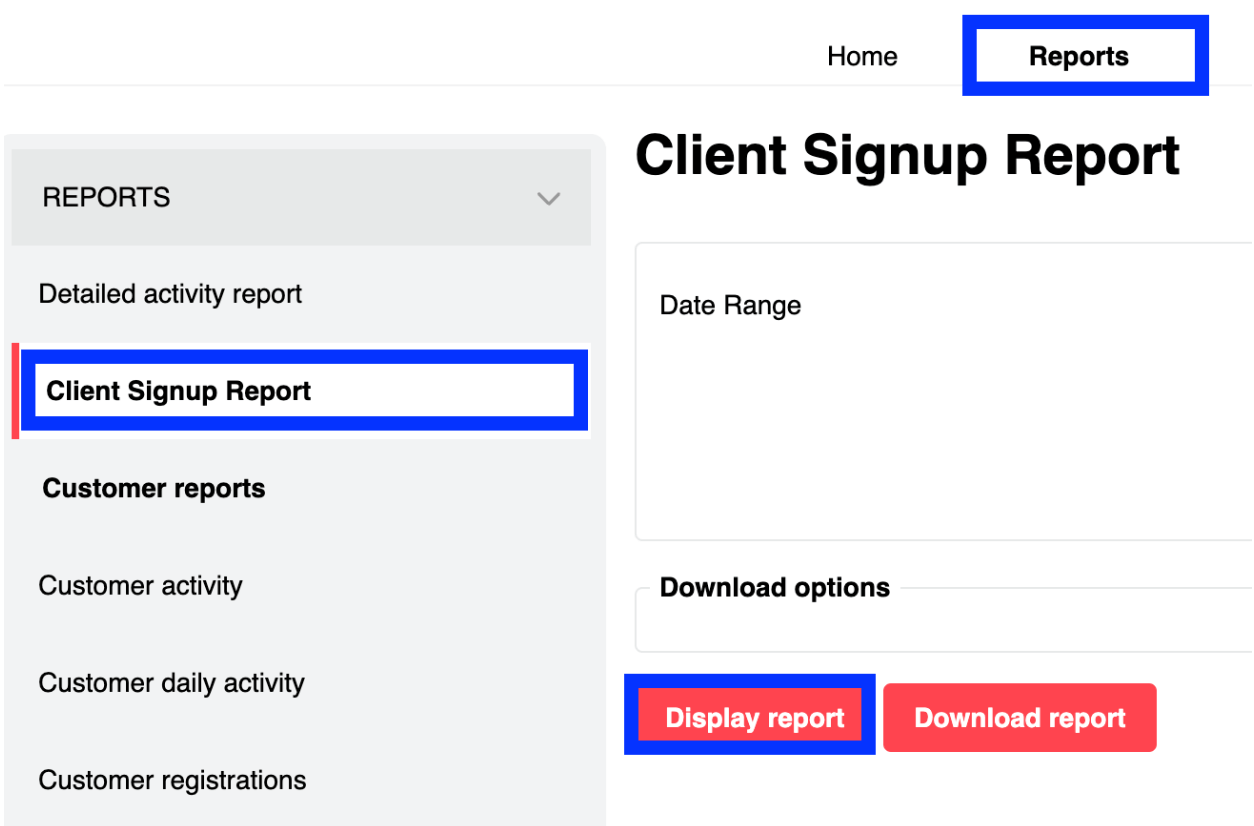 Home
Reports
Client Signup Report
REPORTS
Detailed activity report
Client Signup Report
Customer reports
Customer activity
Customer daily activity
Customer registrations
Date Range
Download options
Display report
Download report